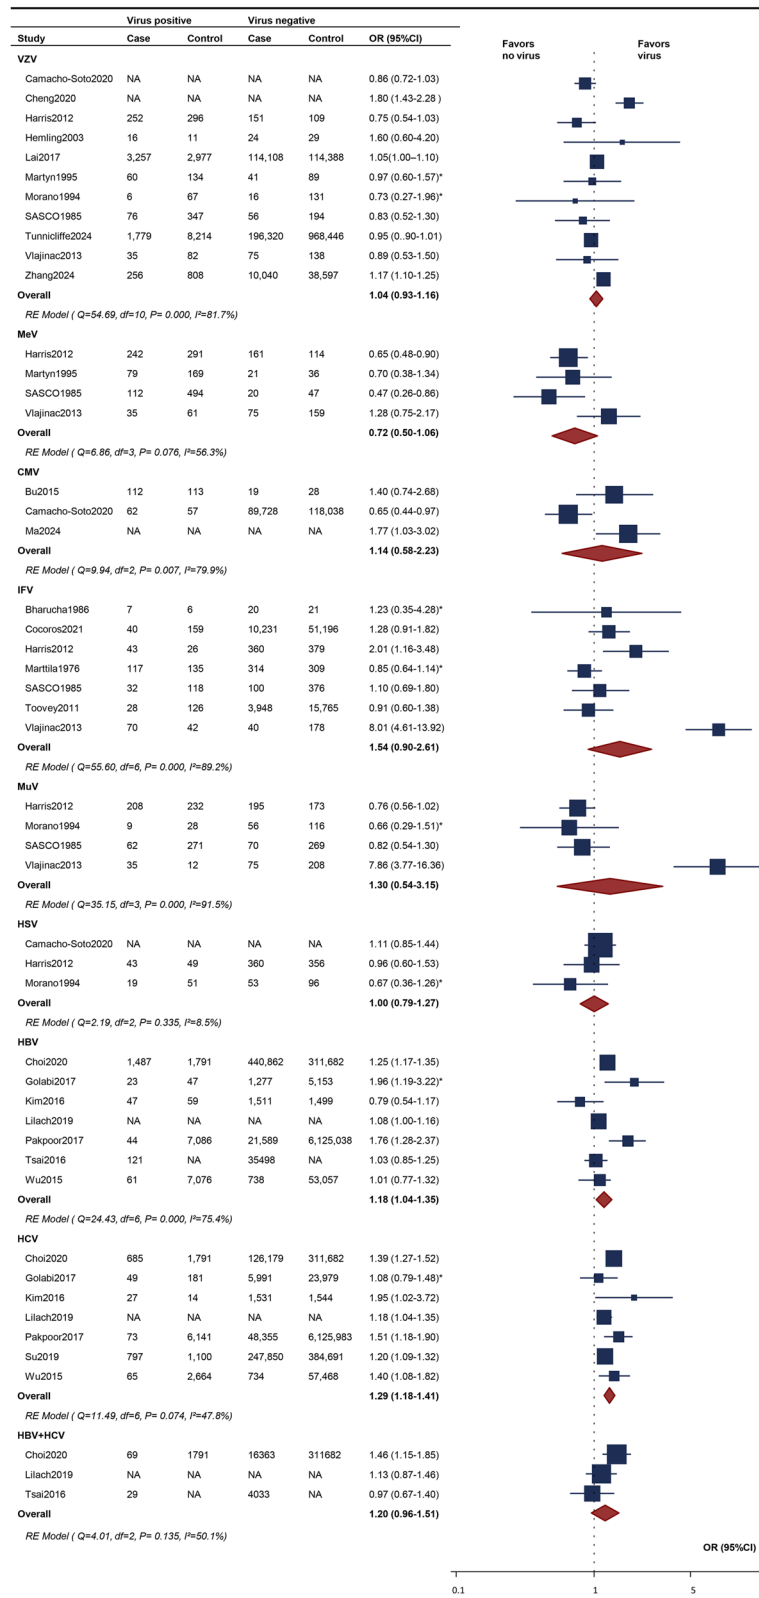 Virus positive Virus negative
Study Case Control Case Control OR (95%CI) Favors no virus Favors virus
VZV
Camacho-Soto2020 NA NA NA NA 0.86 (0.72-1.03)
Cheng2020 NA NA NA NA 1.80 (1.43-2.28 )
Harris2012 252 296 151 109 0.75 (0.54-1.03)
Hemling2003 16 11 24 29 1.60 (0.60-4.20)
Lai2017 3,257 2,977 114,108 114,388 1.05(1.00–1.10)
Martyn1995 60 134 41 89 0.97 (0.60-1.57)*
Morano1994 6 67 16 131 0.73 (0.27-1.96)*
SASCO1985 76 347 56 194 0.83 (0.52-1.30)
Tunnicliffe2024 1,779 8,214 196,320 968,446 0.95 (0..90-1.01)
Vlajinac2013 35 82 75 138 0.89 (0.53-1.50)
Zhang2024 256 808 10,040 38,597 1.17 (1.10-1.25)
Overall 1.04 (0.93-1.16)
RE Model ( Q=54.69, df=10, P= 0.000, I²=81.7%)
MeV
Harris2012 242 291 161 114 0.65 (0.48-0.90)
Martyn1995 79 169 21 36 0.70 (0.38-1.34)
SASCO1985 112 494 20 47 0.47 (0.26-0.86)
Vlajinac2013 35 61 75 159 1.28 (0.75-2.17)
Overall 0.72 (0.50-1.06)
RE Model ( Q=6.86, df=3, P= 0.076, I²=56.3%)
CMV
Bu2015 112 113 19 28 1.40 (0.74-2.68)
Camacho-Soto2020 62 57 89,728 118,038 0.65 (0.44-0.97)
Ma2024 NA NA NA NA 1.77 (1.03-3.02)
Overall 1.14 (0.58-2.23)
RE Model ( Q=9.94, df=2, P= 0.007, I²=79.9%)
IFV
Bharucha1986 7 6 20 21 1.23 (0.35-4.28)*
Cocoros2021 40 159 10,231 51,196 1.28 (0.91-1.82)
Harris2012 43 26 360 379 2.01 (1.16-3.48)
Marttila1976 117 135 314 309 0.85 (0.64-1.14)*
SASCO1985 32 118 100 376 1.10 (0.69-1.80)
Toovey2011 28 126 3,948 15,765 0.91 (0.60-1.38)
Vlajinac2013 70 42 40 178 8.01 (4.61-13.92)
Overall 1.54 (0.90-2.61)
RE Model ( Q=55.60, df=6, P= 0.000, I²=89.2%)
MuV
Harris2012 208 232 195 173 0.76 (0.56-1.02)
Morano1994 9 28 56 116 0.66 (0.29-1.51)*
SASCO1985 62 271 70 269 0.82 (0.54-1.30)
Vlajinac2013 35 12 75 208 7.86 (3.77-16.36)
Overall 1.30 (0.54-3.15)
RE Model ( Q=35.15, df=3, P= 0.000, I²=91.5%)
HSV
Camacho-Soto2020 NA NA NA NA 1.11 (0.85-1.44)
Harris2012 43 49 360 356 0.96 (0.60-1.53)
Morano1994 19 51 53 96 0.67 (0.36-1.26)*
Overall 1.00 (0.79-1.27)
RE Model ( Q=2.19, df=2, P= 0.335, I²=8.5%)
HBV
Choi2020 1,487 1,791 440,862 311,682 1.25 (1.17-1.35)
Golabi2017 23 47 1,277 5,153 1.96 (1.19-3.22)*
Kim2016 47 59 1,511 1,499 0.79 (0.54-1.17)
Lilach2019 NA NA NA NA 1.08 (1.00-1.16)
Pakpoor2017 44 7,086 21,589 6,125,038 1.76 (1.28-2.37)
Tsai2016 121 NA 35498 NA 1.03 (0.85-1.25)
Wu2015 61 7,076 738 53,057 1.01 (0.77-1.32)
Overall 1.18 (1.04-1.35)
RE Model ( Q=24.43, df=6, P= 0.000, I²=75.4%)
HCV
Choi2020 685 1,791 126,179 311,682 1.39 (1.27-1.52)
Golabi2017 49 181 5,991 23,979 1.08 (0.79-1.48)*
Kim2016 27 14 1,531 1,544 1.95 (1.02-3.72)
Lilach2019 NA NA NA NA 1.18 (1.04-1.35)
Pakpoor2017 73 6,141 48,355 6,125,983 1.51 (1.18-1.90)
Su2019 797 1,100 247,850 384,691 1.20 (1.09-1.32)
Wu2015 65 2,664 734 57,468 1.40 (1.08-1.82)
Overall 1.29 (1.18-1.41)
RE Model ( Q=11.49, df=6, P= 0.074, I²=47.8%)
HBV+HCV
Choi2020 69 1791 16363 311682 1.46 (1.15-1.85)
Lilach2019 NA NA NA NA 1.13 (0.87-1.46)
Tsai2016 29 NA 4033 NA 0.97 (0.67-1.40)
Overall 1.20 (0.96-1.51)
RE Model ( Q=4.01, df=2, P= 0.135, I²=50.1%)
OR (95%CI)
0.1 1 5